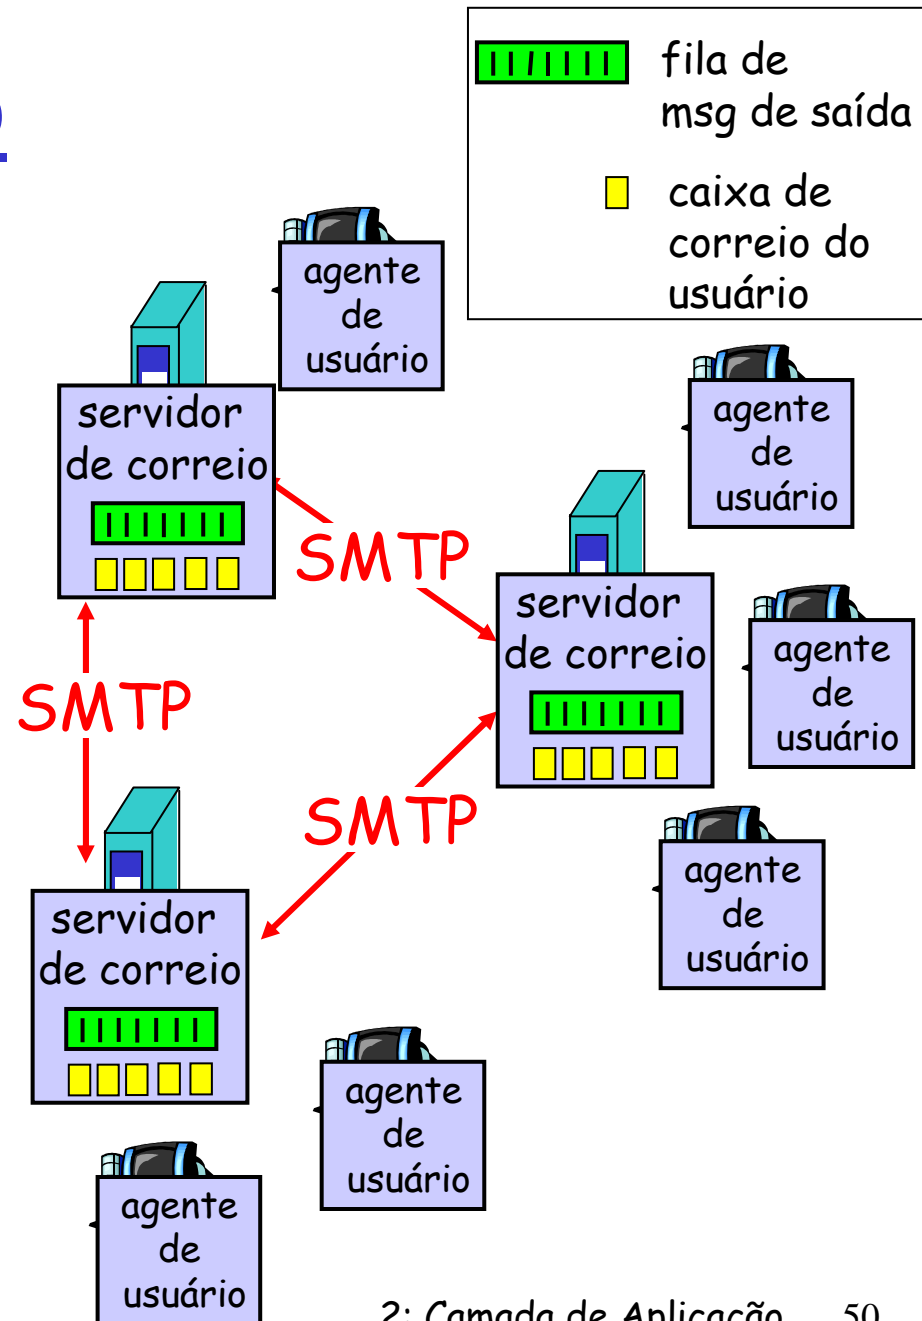 fila de
msg de saída
caixa de
correio do
usuário
agente
de
usuário
servidor
de correio
SMTP
agente
de
usuário
servidor
de correio
agente
de
usuário
SMTP
SMTP
agente
de
usuário
servidor
de correio
agente
de
usuário
agente
de
usuário
2: Camada de Aplicação 50